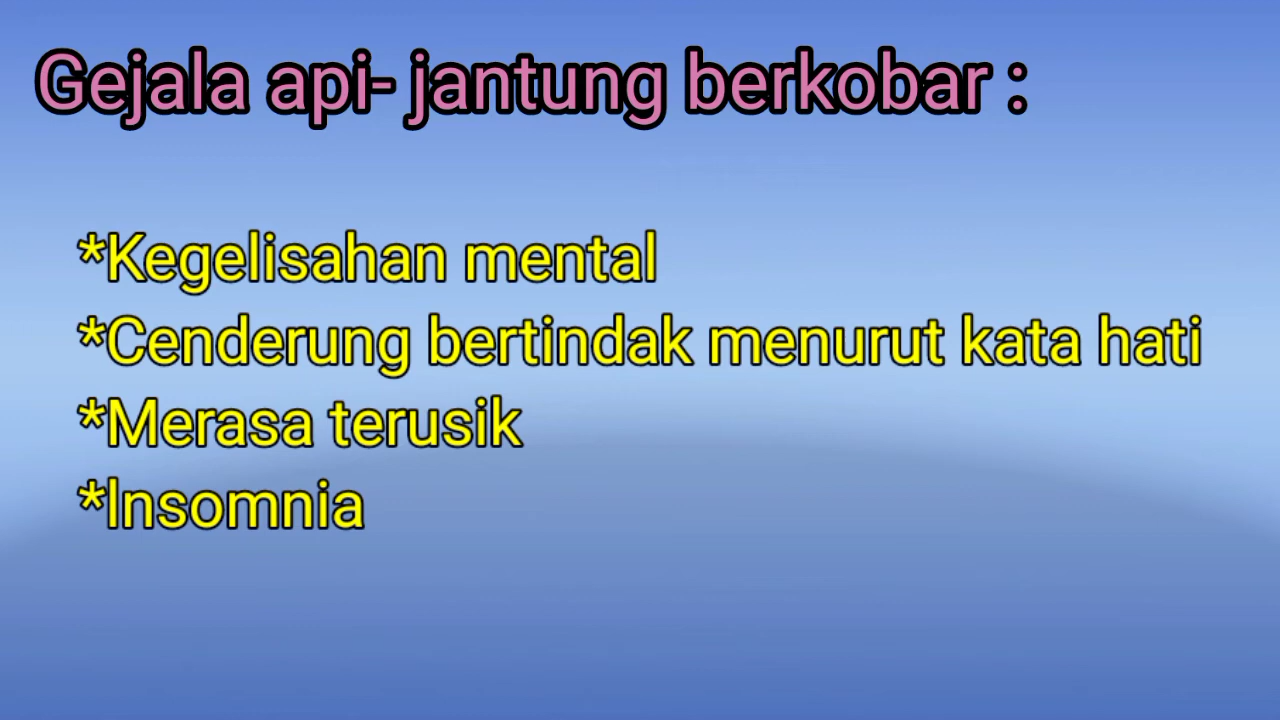 Gejala api- jantung berkobar :
*Kegelisahan mental
*Cenderung bertindak menurut kata hati
*Merasa terusik
*Insomnia